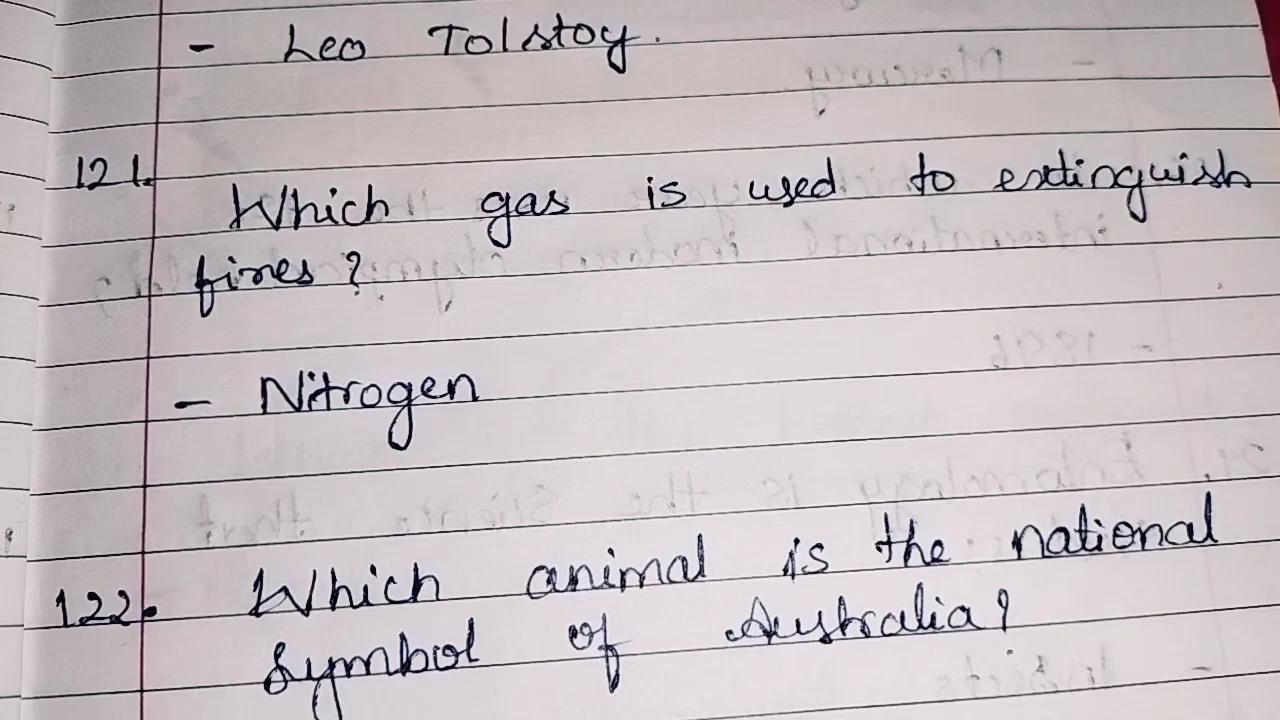 - Leo Tolstoy.
121. Which gas is used to extinguish
fires?
- Nitrogen
122. Which animal is the national
symbol of Australia?